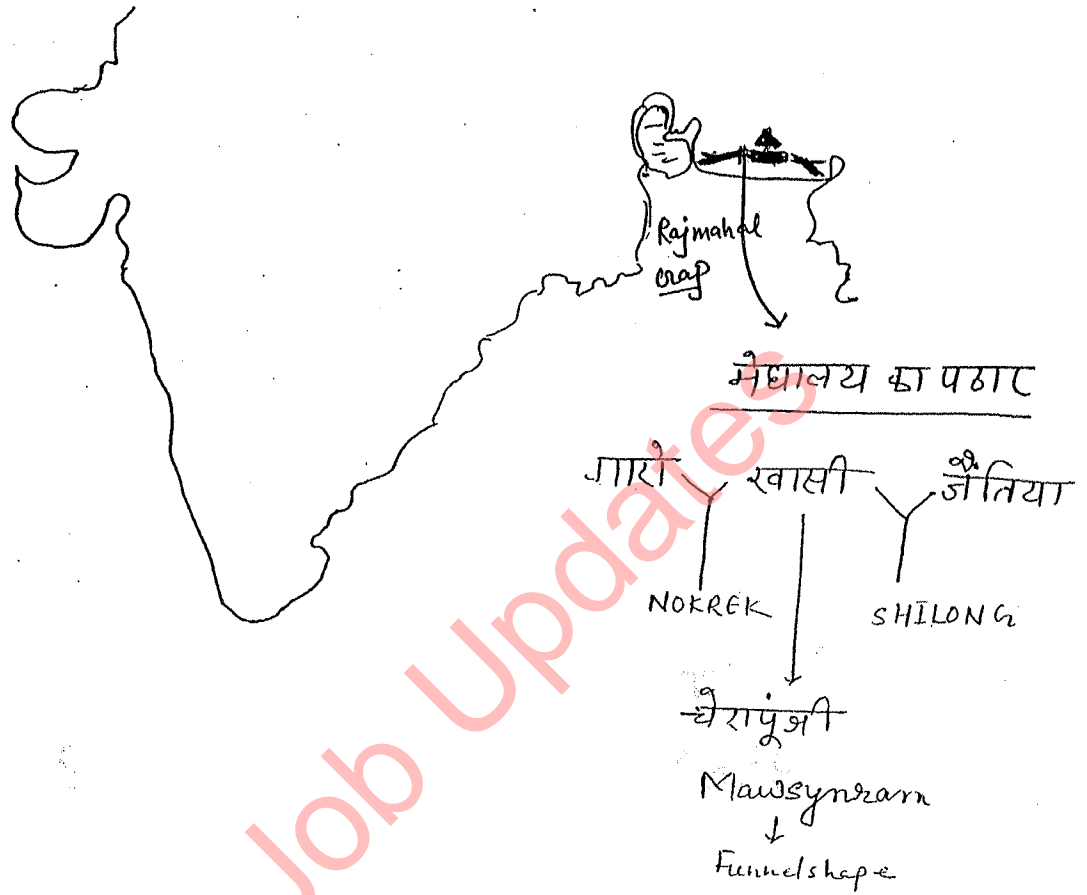 Rajmahal
gap
मेघालय का पठार
गारो खासी जैंतिया
NOKREK SHILONG
चेरापूंजी
Mawsynram
Funnelshape
Job Updates